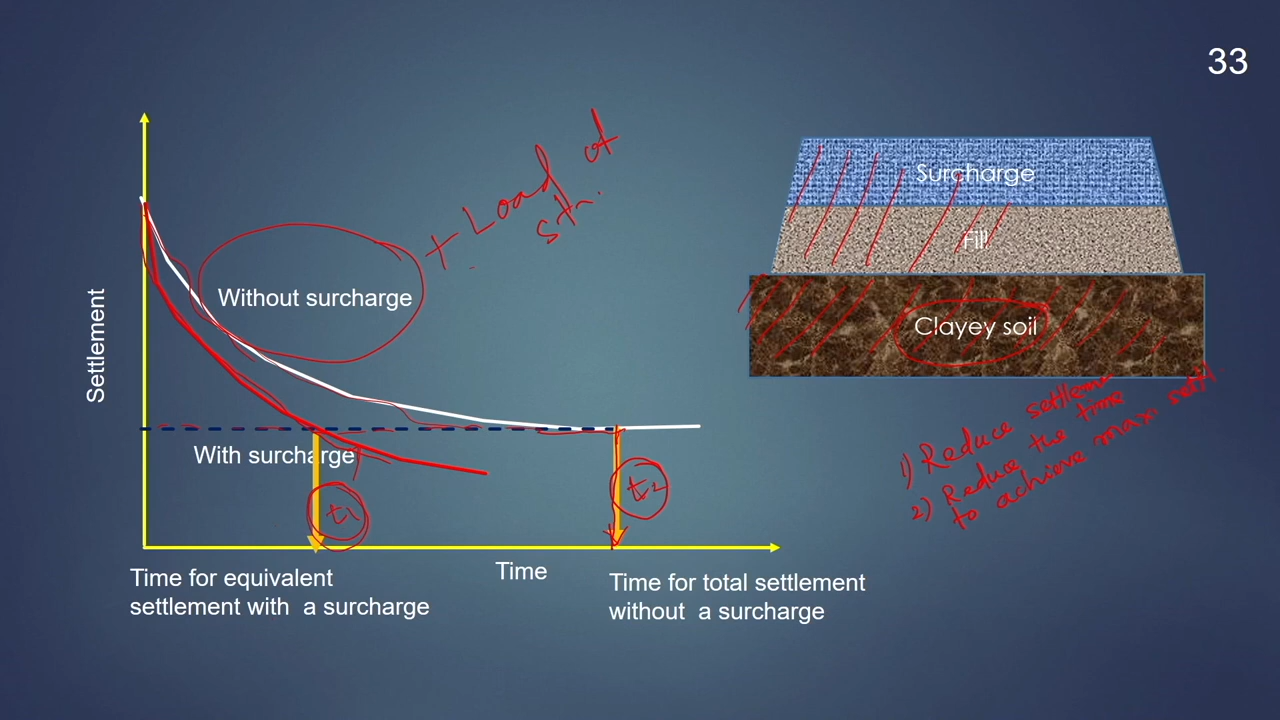 33
+ Load of
str.
Surcharge
Fill
Without surcharge
Clayey soil
Settlement
With surcharge
t1
t2
1) Reduce settlement
2) Reduce the time
to achieve max. settl.
Time
Time for equivalent
settlement with a surcharge
Time for total settlement
without a surcharge